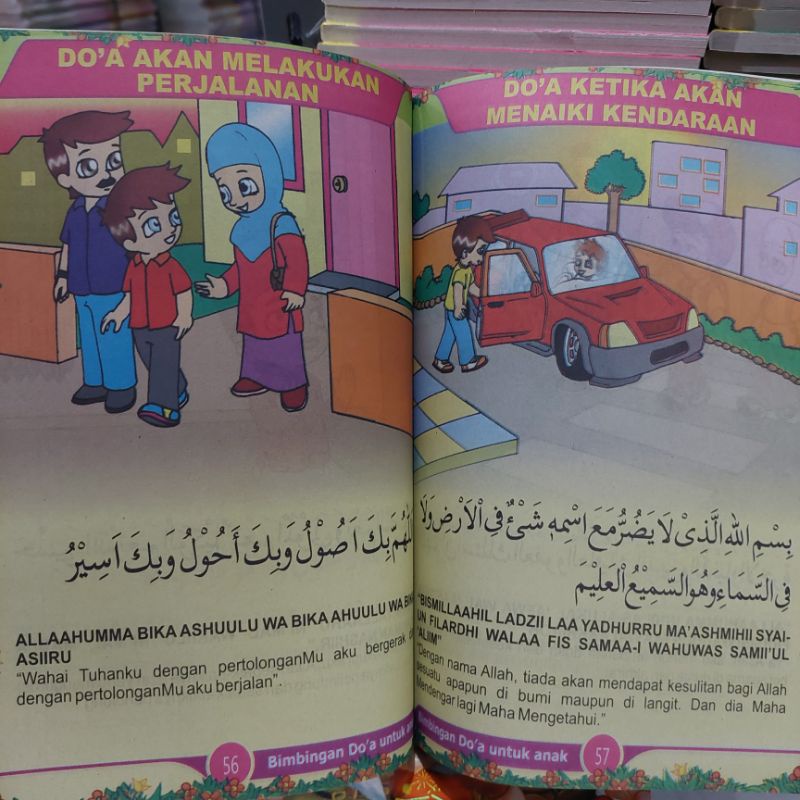 DO'A AKAN MELAKUKAN
PERJALANAN
بِكَ اَصُوْلُ وَبِكَ أَحُوْلُ وَبِكَ اَسِيْرُ
ALLAAHUMMA BIKA ASHUULU WA BIKA AHUULU WA
ASIIRU
"Wahai Tuhanku dengan pertolonganMu aku bergerak
dengan pertolonganMu aku berjalan".
56
Bimbingan Do'a untuk
DO'A KETIKA AKAN
MENAIKI KENDARAAN
بِسْمِ اللهِ الَّذِىْ لَا يَضُرُّ مَعَ اسْمِهٖ شَىْءٌ فِى الْاَرْضِ وَلَا
فِى السَّمَاءِ وَهُوَ السَّمِيْعُ الْعَلِيْمَ
"BISMILLAAHIL LADZII LAA YADHURRU MA'ASHMIHII SYAI-
UN FILARDHI WALAA FIS SAMAA-I WAHUWAS SAMII'UL
'ALIIM"
"Dengan nama Allah, tiada akan mendapat kesulitan bagi Allah
sesuatu apapun di bumi maupun di langit. Dan dia Maha
Mendengar lagi Maha Mengetahui."
Bimbingan Do'a untuk anak
57